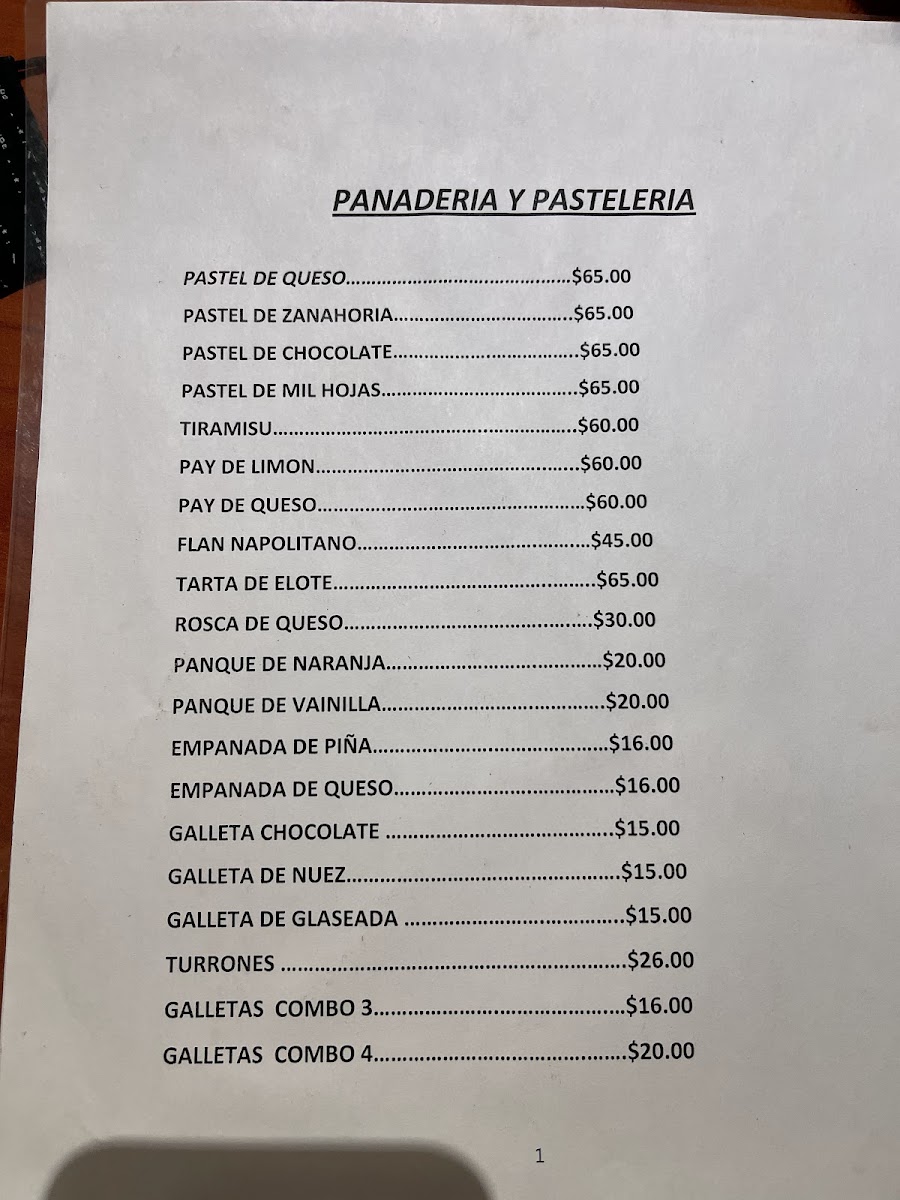 PANADERIA Y PASTELERIA
PASTEL DE QUESO..........................................$65.00
PASTEL DE ZANAHORIA..................................$65.00
PASTEL DE CHOCOLATE...................................$65.00
PASTEL DE MIL HOJAS.....................................$65.00
TIRAMISU.........................................................$60.00
PAY DE LIMON.................................................$60.00
PAY DE QUESO..................................................$60.00
FLAN NAPOLITANO...........................................$45.00
TARTA DE ELOTE.................................................$65.00
ROSCA DE QUESO..............................................$30.00
PANQUE DE NARANJA........................................$20.00
PANQUE DE VAINILLA.........................................$20.00
EMPANADA DE PIÑA...........................................$16.00
EMPANADA DE QUESO........................................$16.00
GALLETA CHOCOLATE ..........................................$15.00
GALLETA DE NUEZ..................................................$15.00
GALLETA DE GLASEADA ........................................$15.00
TURRONES ..............................................................$26.00
GALLETAS  COMBO 3.............................................$16.00
GALLETAS  COMBO 4.............................................$20.00
1